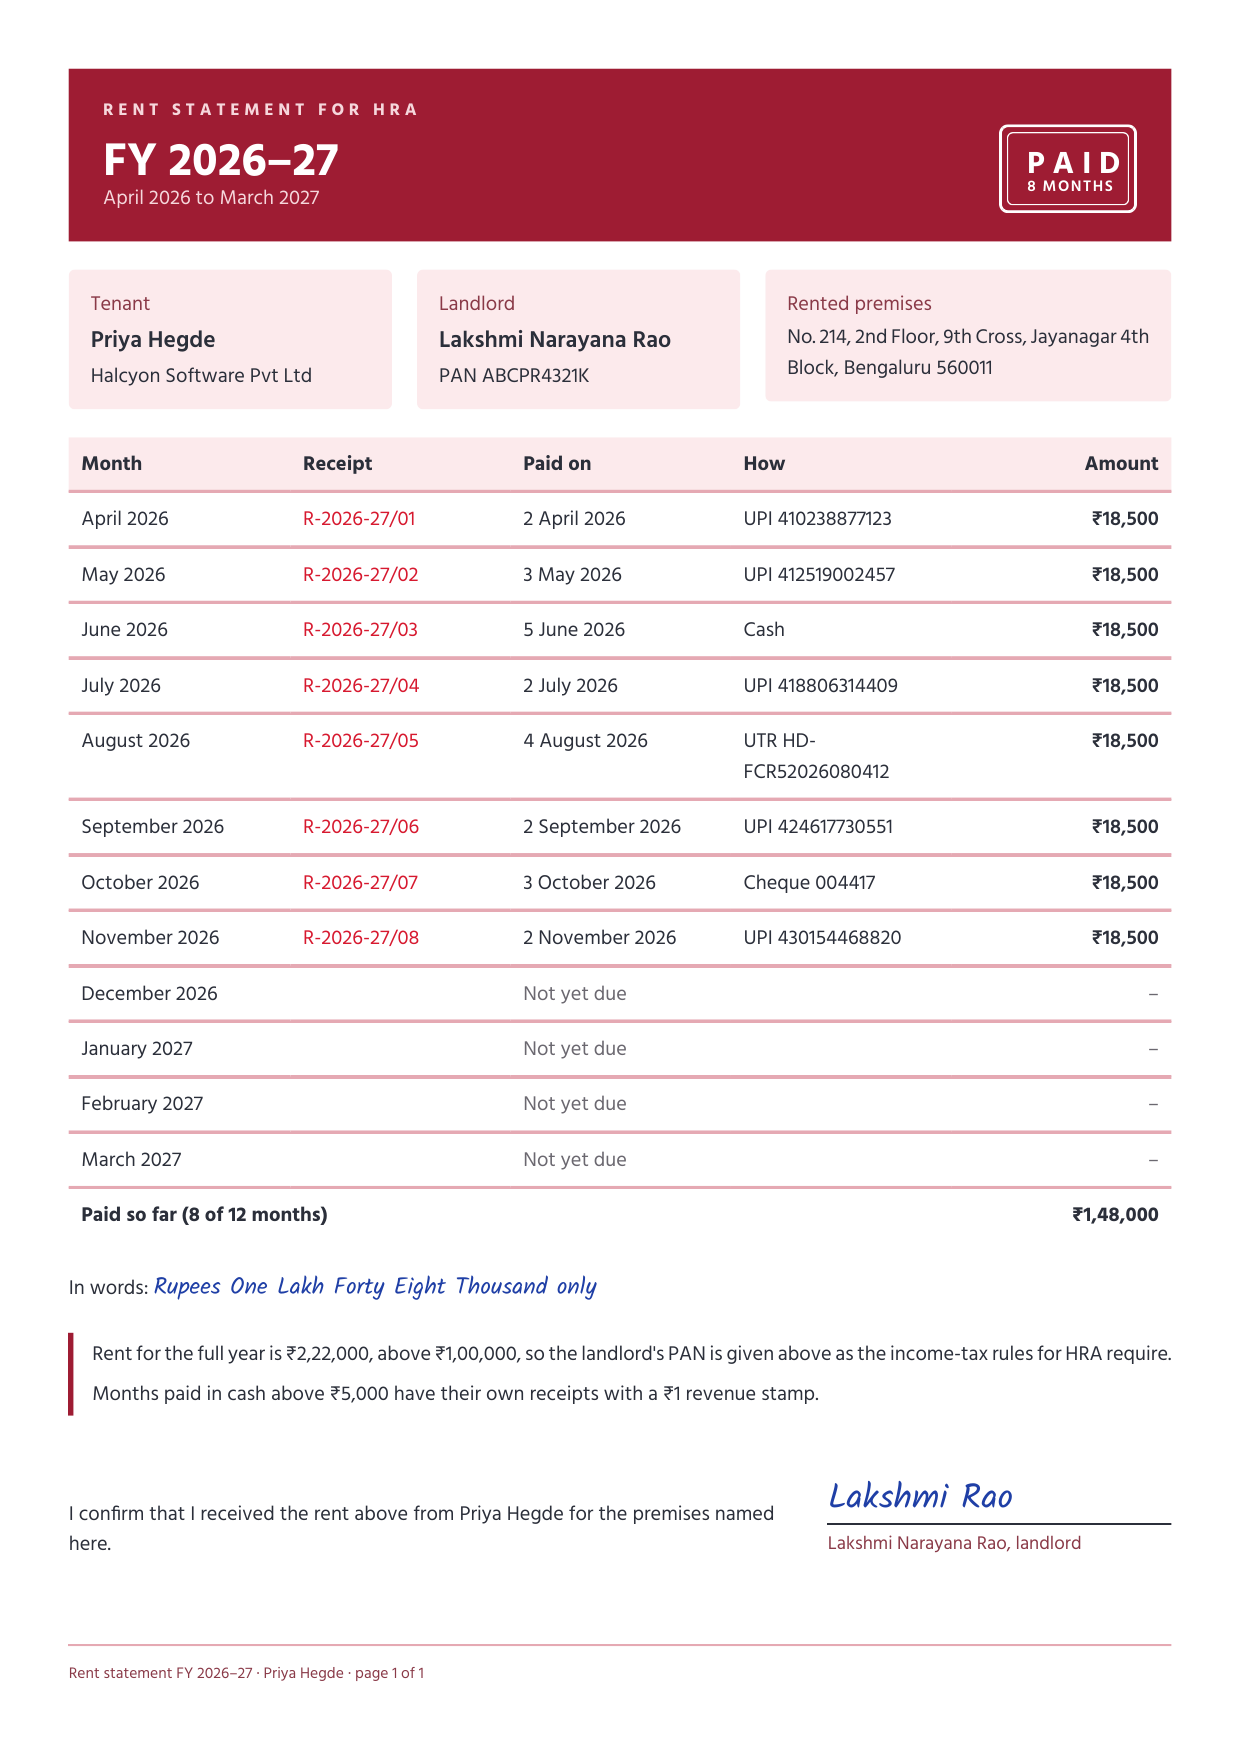 RENT STATEMENT FOR HRA
FY 2026–27
April 2026 to March 2027
PAID
8 MONTHS
Tenant
Priya Hegde
Halcyon Software Pvt Ltd
Landlord
Lakshmi Narayana Rao
PAN ABCPR4321K
Rented premises
No. 214, 2nd Floor, 9th Cross, Jayanagar 4th
Block, Bengaluru 560011
Month Receipt Paid on How Amount
April 2026 R-2026-27/01 2 April 2026 UPI 410238877123 ₹18,500
May 2026 R-2026-27/02 3 May 2026 UPI 412519002457 ₹18,500
June 2026 R-2026-27/03 5 June 2026 Cash ₹18,500
July 2026 R-2026-27/04 2 July 2026 UPI 418806314409 ₹18,500
August 2026 R-2026-27/05 4 August 2026 UTR HD- ₹18,500
FCR52026080412
September 2026 R-2026-27/06 2 September 2026 UPI 424617730551 ₹18,500
October 2026 R-2026-27/07 3 October 2026 Cheque 004417 ₹18,500
November 2026 R-2026-27/08 2 November 2026 UPI 430154468820 ₹18,500
December 2026 Not yet due –
January 2027 Not yet due –
February 2027 Not yet due –
March 2027 Not yet due –
Paid so far (8 of 12 months) ₹1,48,000
In words: Rupees One Lakh Forty Eight Thousand only
Rent for the full year is ₹2,22,000, above ₹1,00,000, so the landlord's PAN is given above as the income-tax rules for HRA require.
Months paid in cash above ₹5,000 have their own receipts with a ₹1 revenue stamp.
I confirm that I received the rent above from Priya Hegde for the premises named
here.
Lakshmi Rao
Lakshmi Narayana Rao, landlord
Rent statement FY 2026–27 · Priya Hegde · page 1 of 1